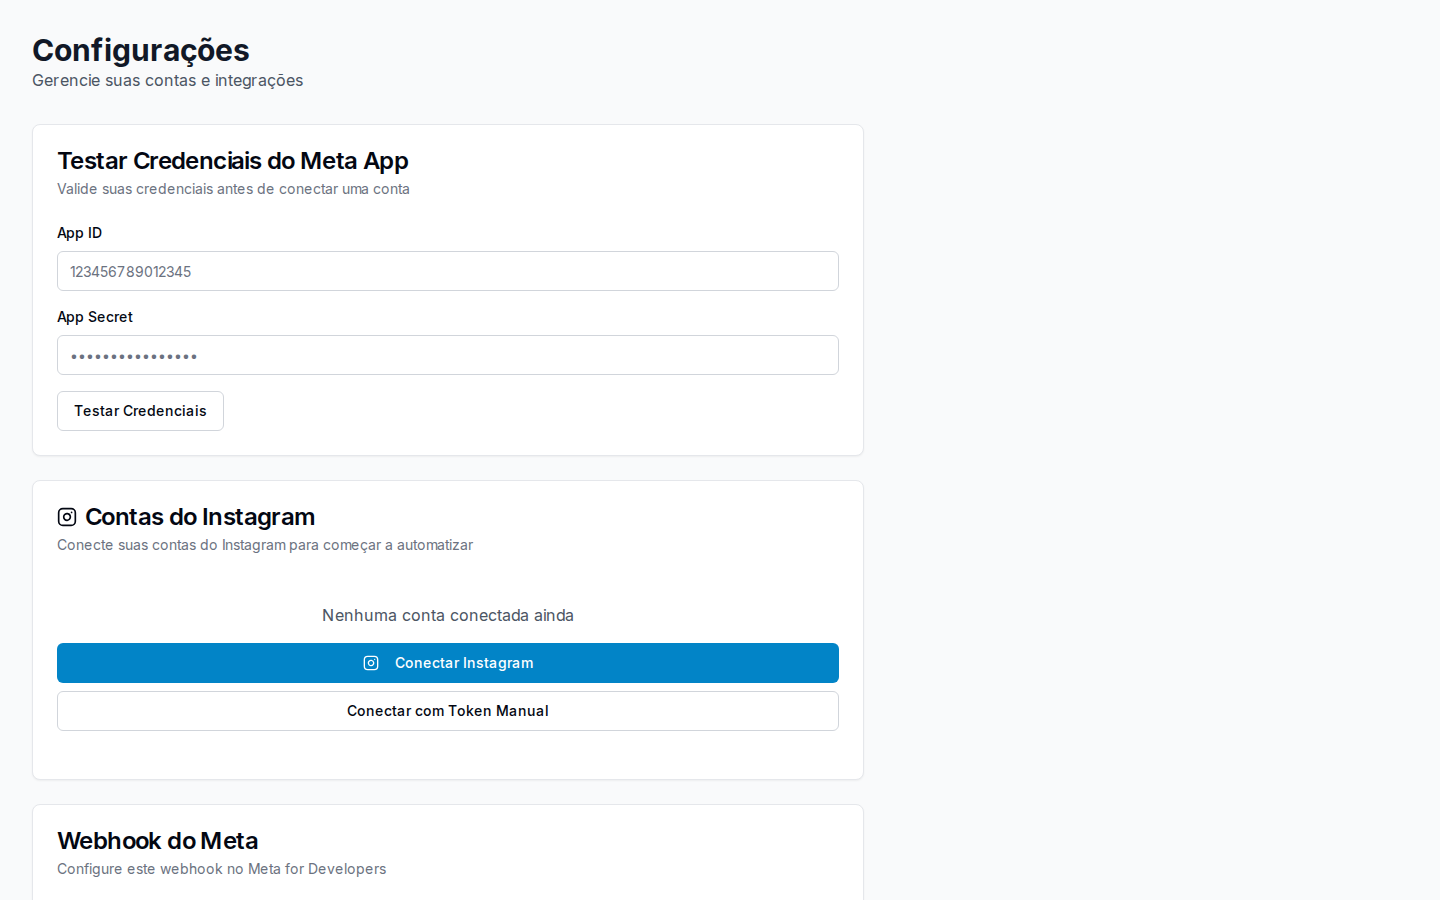 Configurações
Gerencie suas contas e integrações
Testar Credenciais do Meta App
Valide suas credenciais antes de conectar uma conta
App ID
123456789012345
App Secret
••••••••••••••••
Testar Credenciais
Contas do Instagram
Conecte suas contas do Instagram para começar a automatizar
Nenhuma conta conectada ainda
Conectar Instagram
Conectar com Token Manual
Webhook do Meta
Configure este webhook no Meta for Developers